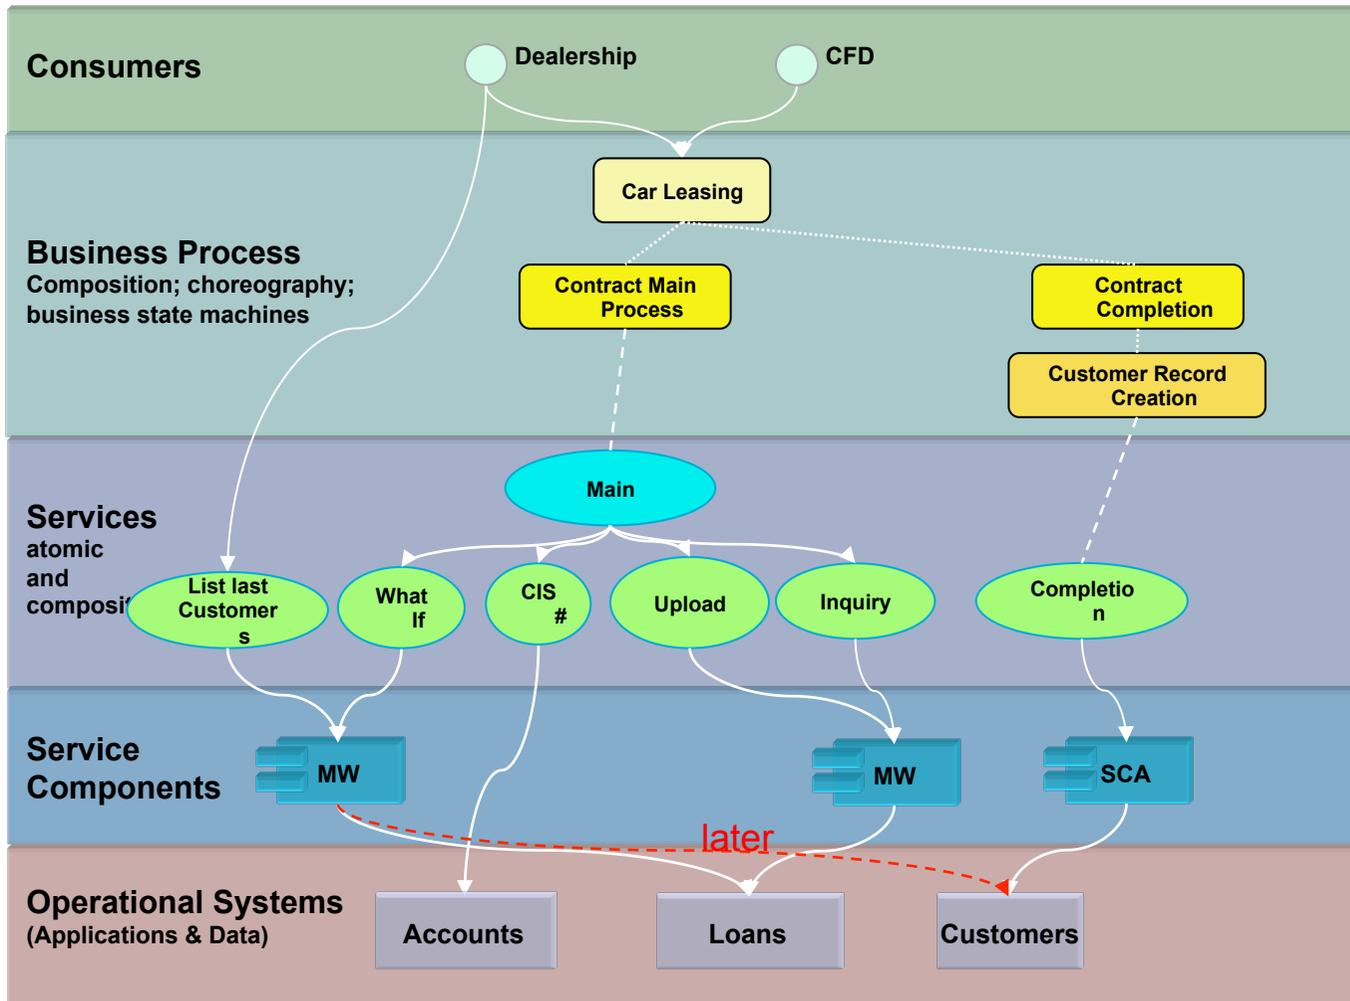 Consumers
Dealership
CFD
Car Leasing
Business Process
Composition; choreography;
business state machines
Contract Main
Process
Contract
Completion
Customer Record
Creation
Main
Services
atomic
and
composit
List last
Customer
s
What
If
CIS
#
Upload
Inquiry
Completio
n
Service
Components
MW
MW
SCA
later
Operational Systems
(Applications & Data)
Accounts
Loans
Customers